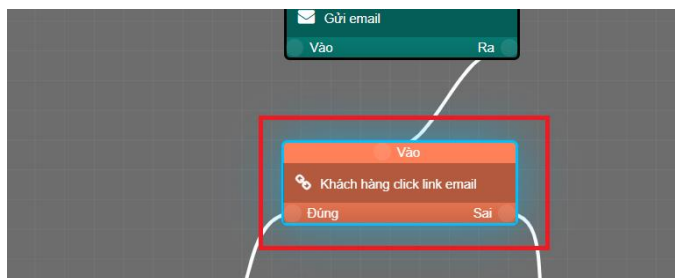 Gửi email
Vào Ra
Vào
Khách hàng click link email
Đúng Sai